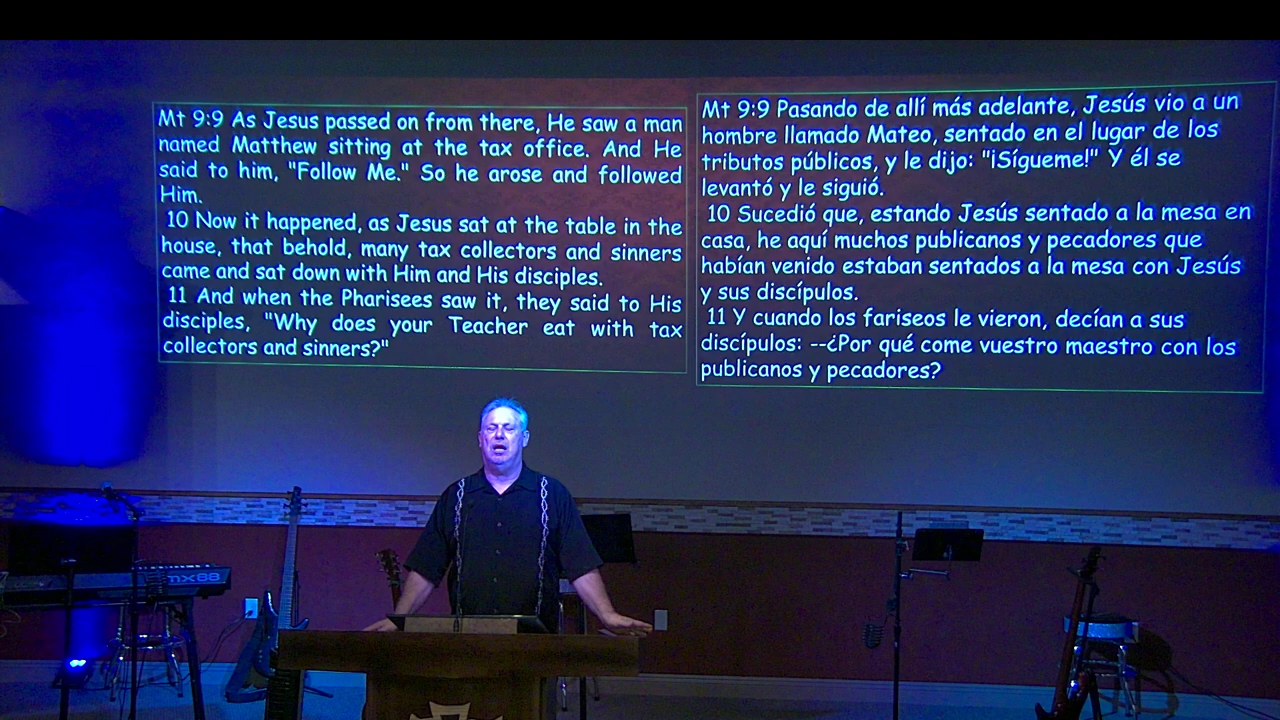 Mt 9:9 As Jesus passed on from there, He saw a man
named Matthew sitting at the tax office. And He
said to him, "Follow Me." So he arose and followed
Him.
10 Now it happened, as Jesus sat at the table in the
house, that behold, many tax collectors and sinners
came and sat down with Him and His disciples.
11 And when the Pharisees saw it, they said to His
disciples, "Why does your Teacher eat with tax
collectors and sinners?"
Mt 9:9 Pasando de allí más adelante, Jesús vio a un
hombre llamado Mateo, sentado en el lugar de los
tributos públicos, y le dijo: "¡Sígueme!" Y él se
levantó y le siguió.
10 Sucedió que, estando Jesús sentado a la mesa en
casa, he aquí muchos publicanos y pecadores que
habían venido estaban sentados a la mesa con Jesús
y sus discípulos.
11 Y cuando los fariseos le vieron, decían a sus
discípulos: --¿Por qué come vuestro maestro con los
publicanos y pecadores?
mx88